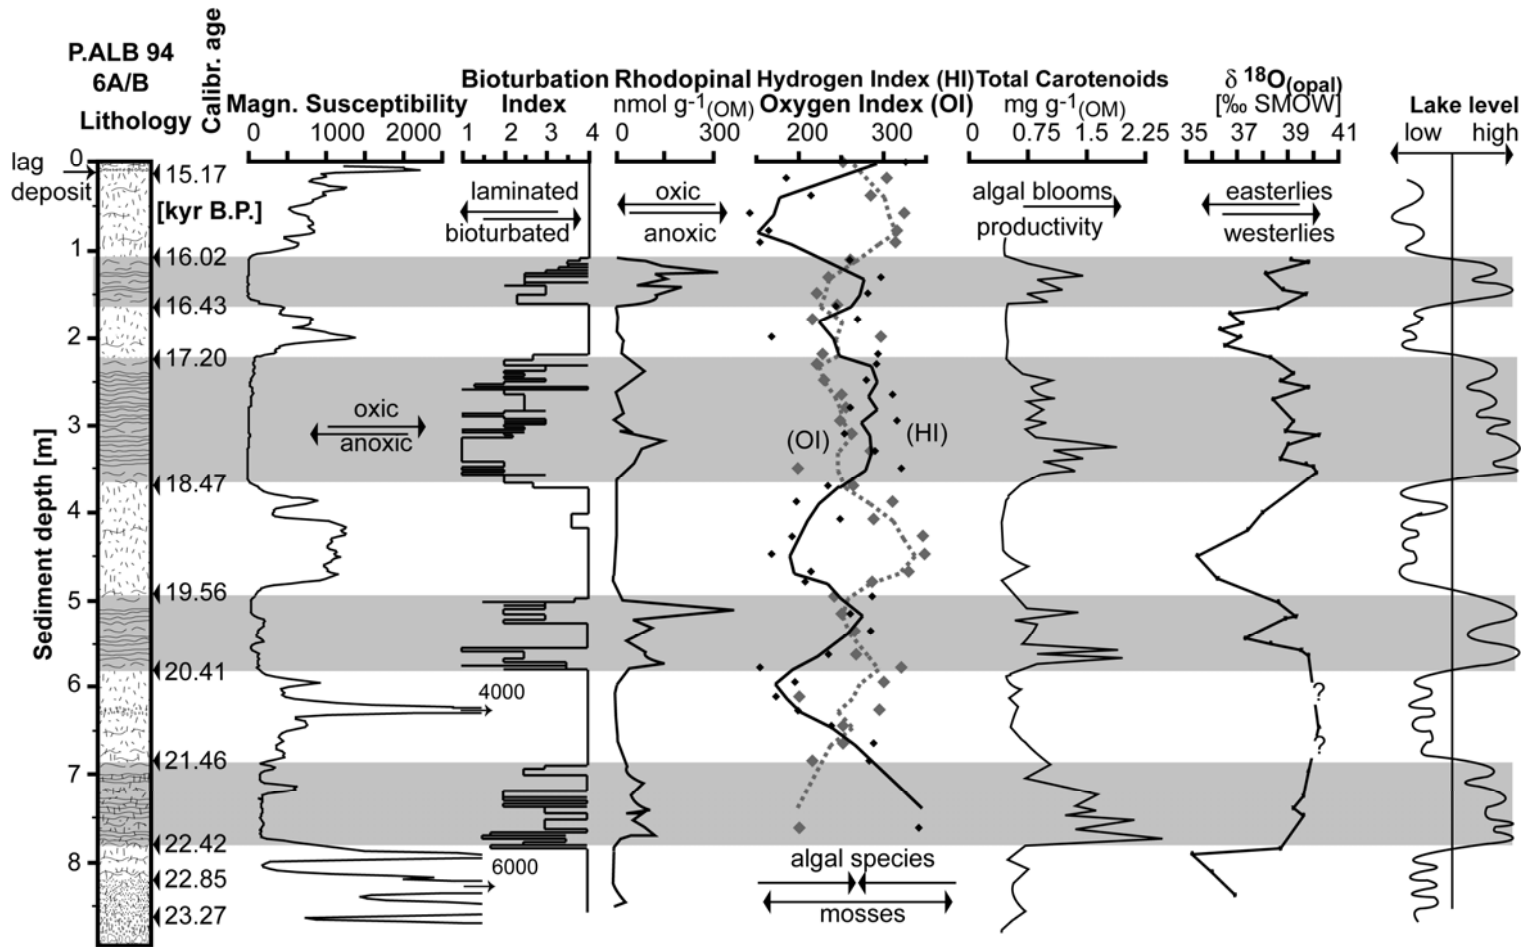 P.ALB 94
6A/B
Lithology
Calibr. age
Magn. Susceptibility
0 1000 2000
Bioturbation
Index
1 2 3 4
Rhodopinal
nmol g-1(OM)
0 300
Hydrogen Index (HI)
Oxygen Index (OI)
200 300
Total Carotenoids
mg g-1(OM)
0 0.75 1.5 2.25
δ 18O(opal)
[‰ SMOW]
35 37 39 41
Lake level
low high
lag
deposit
Sediment depth [m]
0
1
2
3
4
5
6
7
8
15.17
[kyr B.P.]
16.02
16.43
17.20
18.47
19.56
20.41
21.46
22.42
22.85
23.27
oxic
anoxic
4000
6000
laminated
bioturbated
oxic
anoxic
(OI)
(HI)
algal species
mosses
algal blooms
productivity
easterlies
westerlies
?
?